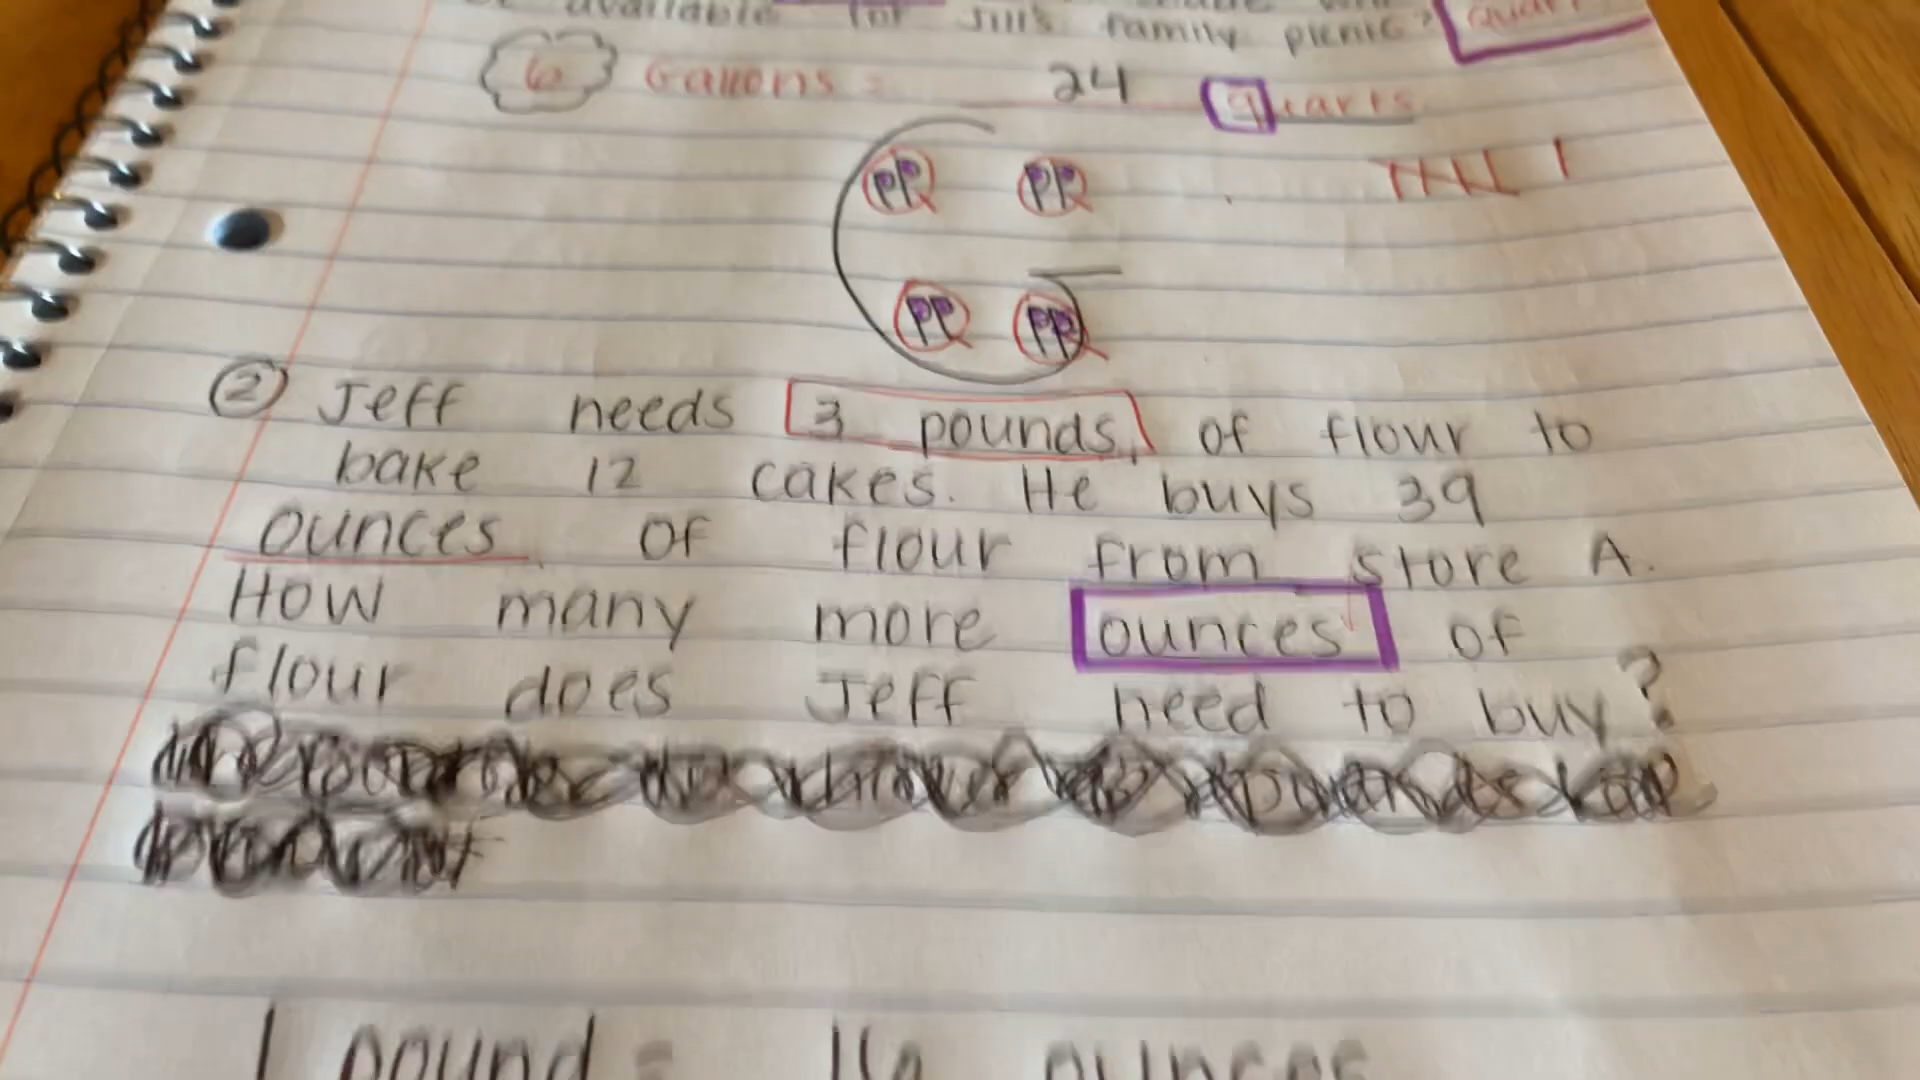 available for Jill's family picnic? quart
6 Gallons = 24 quarts
PP PP
PP PP
2 Jeff needs 3 pounds, of flour to
bake 12 cakes. He buys 39
ounces of flour from store A.
How many more ounces of
flour does Jeff need to buy?
1 pound = 16 ounces